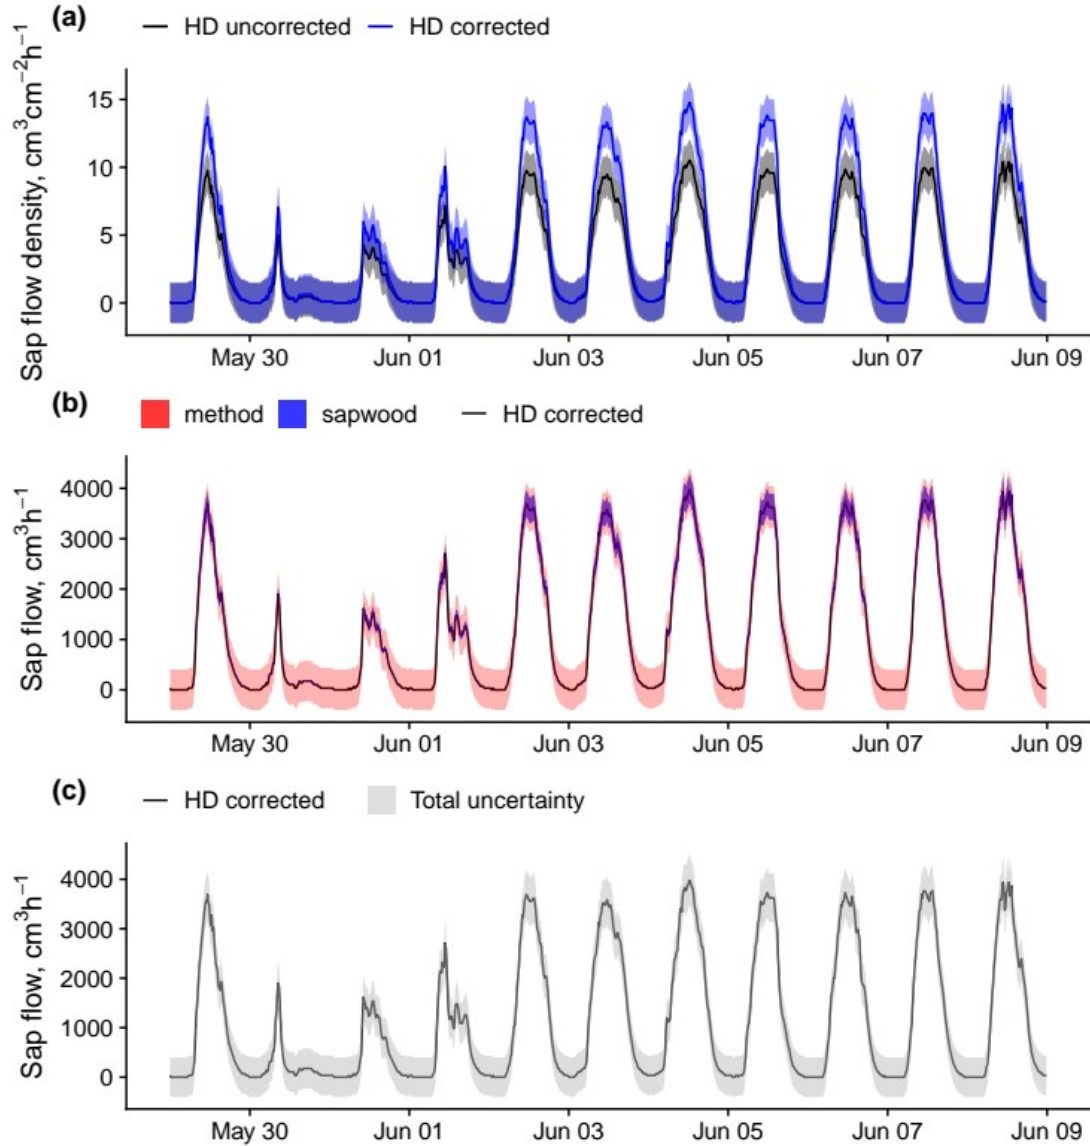 (a)
HD uncorrected HD corrected
Sap flow density, cm³cm⁻²h⁻¹
15
10
5
0
May 30 Jun 01 Jun 03 Jun 05 Jun 07 Jun 09
(b)
method sapwood HD corrected
Sap flow, cm³h⁻¹
4000
3000
2000
1000
0
May 30 Jun 01 Jun 03 Jun 05 Jun 07 Jun 09
(c)
HD corrected Total uncertainty
Sap flow, cm³h⁻¹
4000
3000
2000
1000
0
May 30 Jun 01 Jun 03 Jun 05 Jun 07 Jun 09